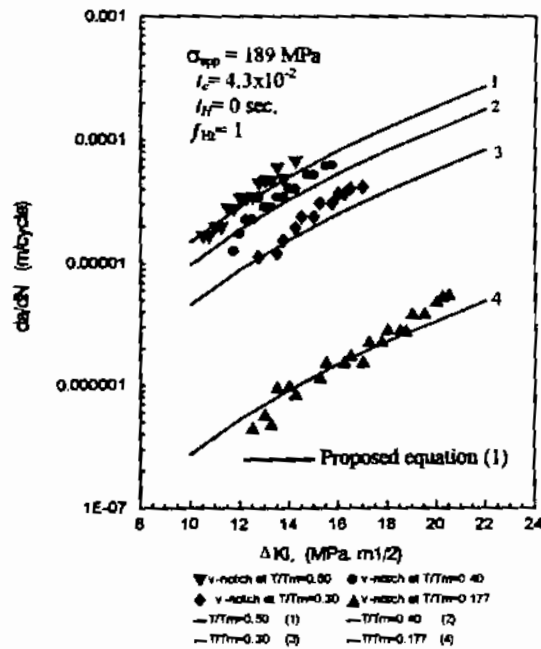 0.001
σapp = 189 MPa
ic= 4.3x10-2
tH= 0 sec.
fHz= 1
1
2
3
4
0.0001
0.00001
0.000001
1E-07
da/dN (m/cycle)
Proposed equation (1)
8 10 12 14 16 18 20 22 24
ΔKI, (MPa. m1/2)
v-notch at T/Tm=0.50 v-notch at T/Tm=0.40
v-notch at T/Tm=0.30 v-notch at T/Tm=0.177
T/Tm=0.50 (1) T/Tm=0.40 (2)
T/Tm=0.30 (3) T/Tm=0.177 (4)